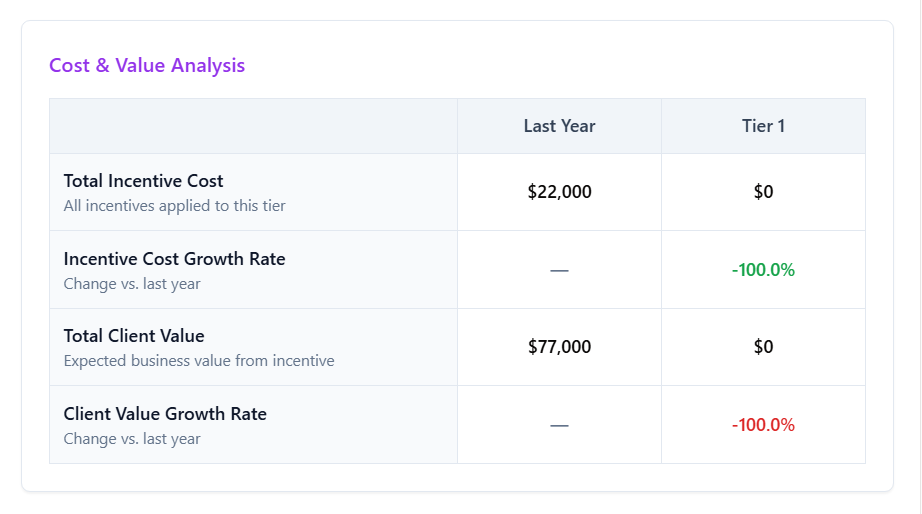 Cost & Value Analysis
Last Year
Tier 1
Total Incentive Cost
All incentives applied to this tier
$22,000
$0
Incentive Cost Growth Rate
Change vs. last year
—
-100.0%
Total Client Value
Expected business value from incentive
$77,000
$0
Client Value Growth Rate
Change vs. last year
—
-100.0%